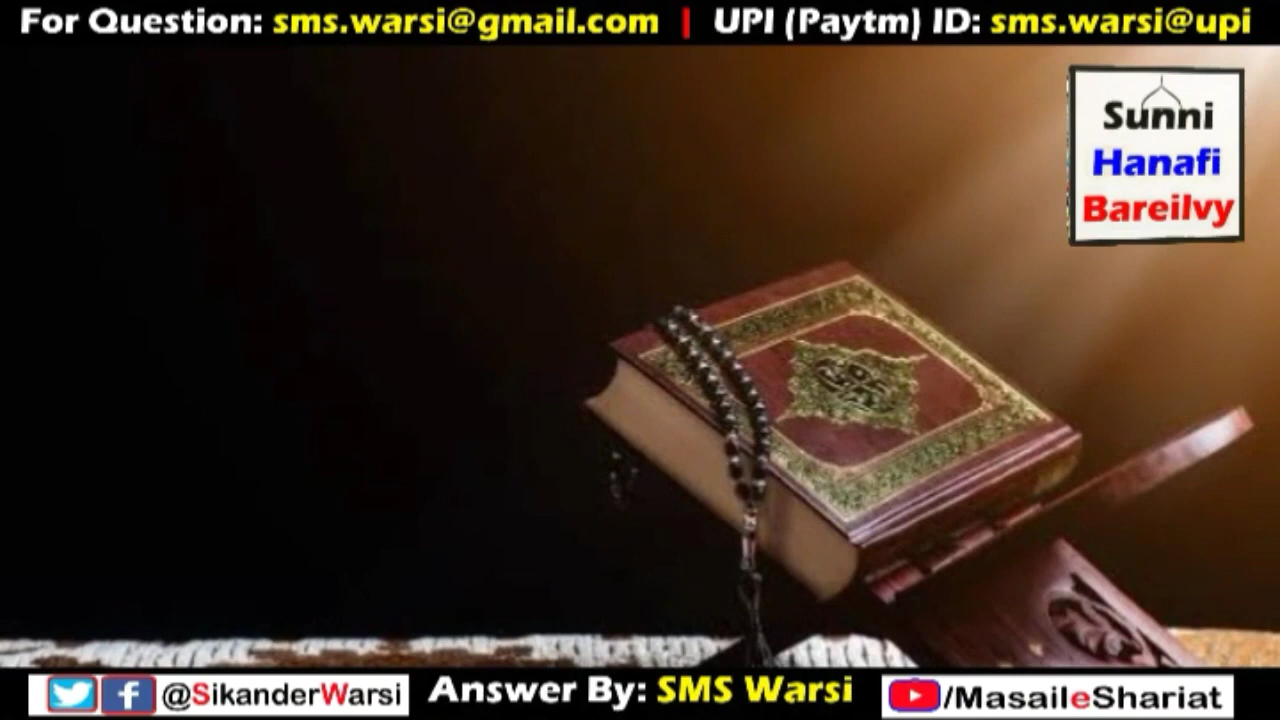 For Question: sms.warsi@gmail.com | UPI (Paytm) ID: sms.warsi@upi
Sunni
Hanafi
Bareilvy
@SikanderWarsi
Answer By: SMS Warsi
/MasaileShariat